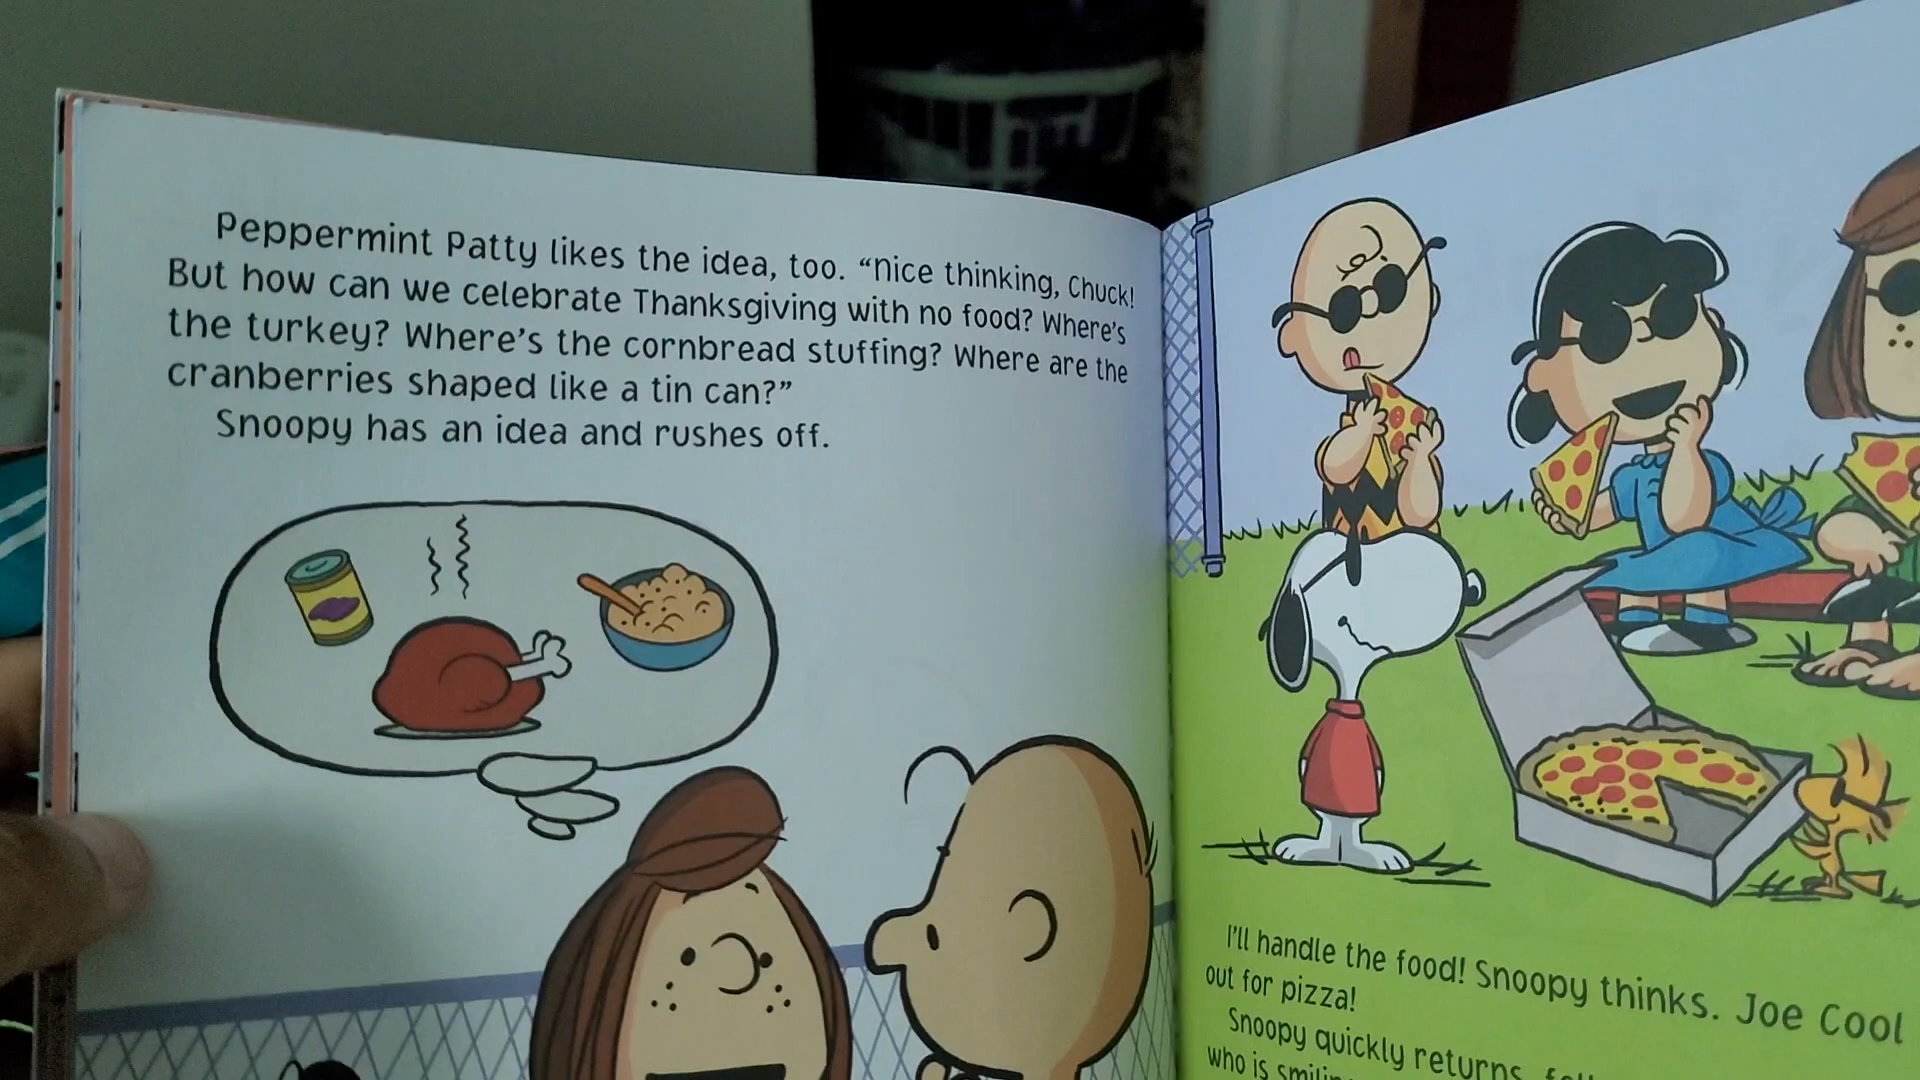 Peppermint Patty likes the idea, too. “Nice thinking, Chuck!
But how can we celebrate Thanksgiving with no food? Where's
the turkey? Where's the cornbread stuffing? Where are the
cranberries shaped like a tin can?”
Snoopy has an idea and rushes off.
I'll handle the food! Snoopy thinks. Joe Cool
out for pizza!
Snoopy quickly returns,
who is